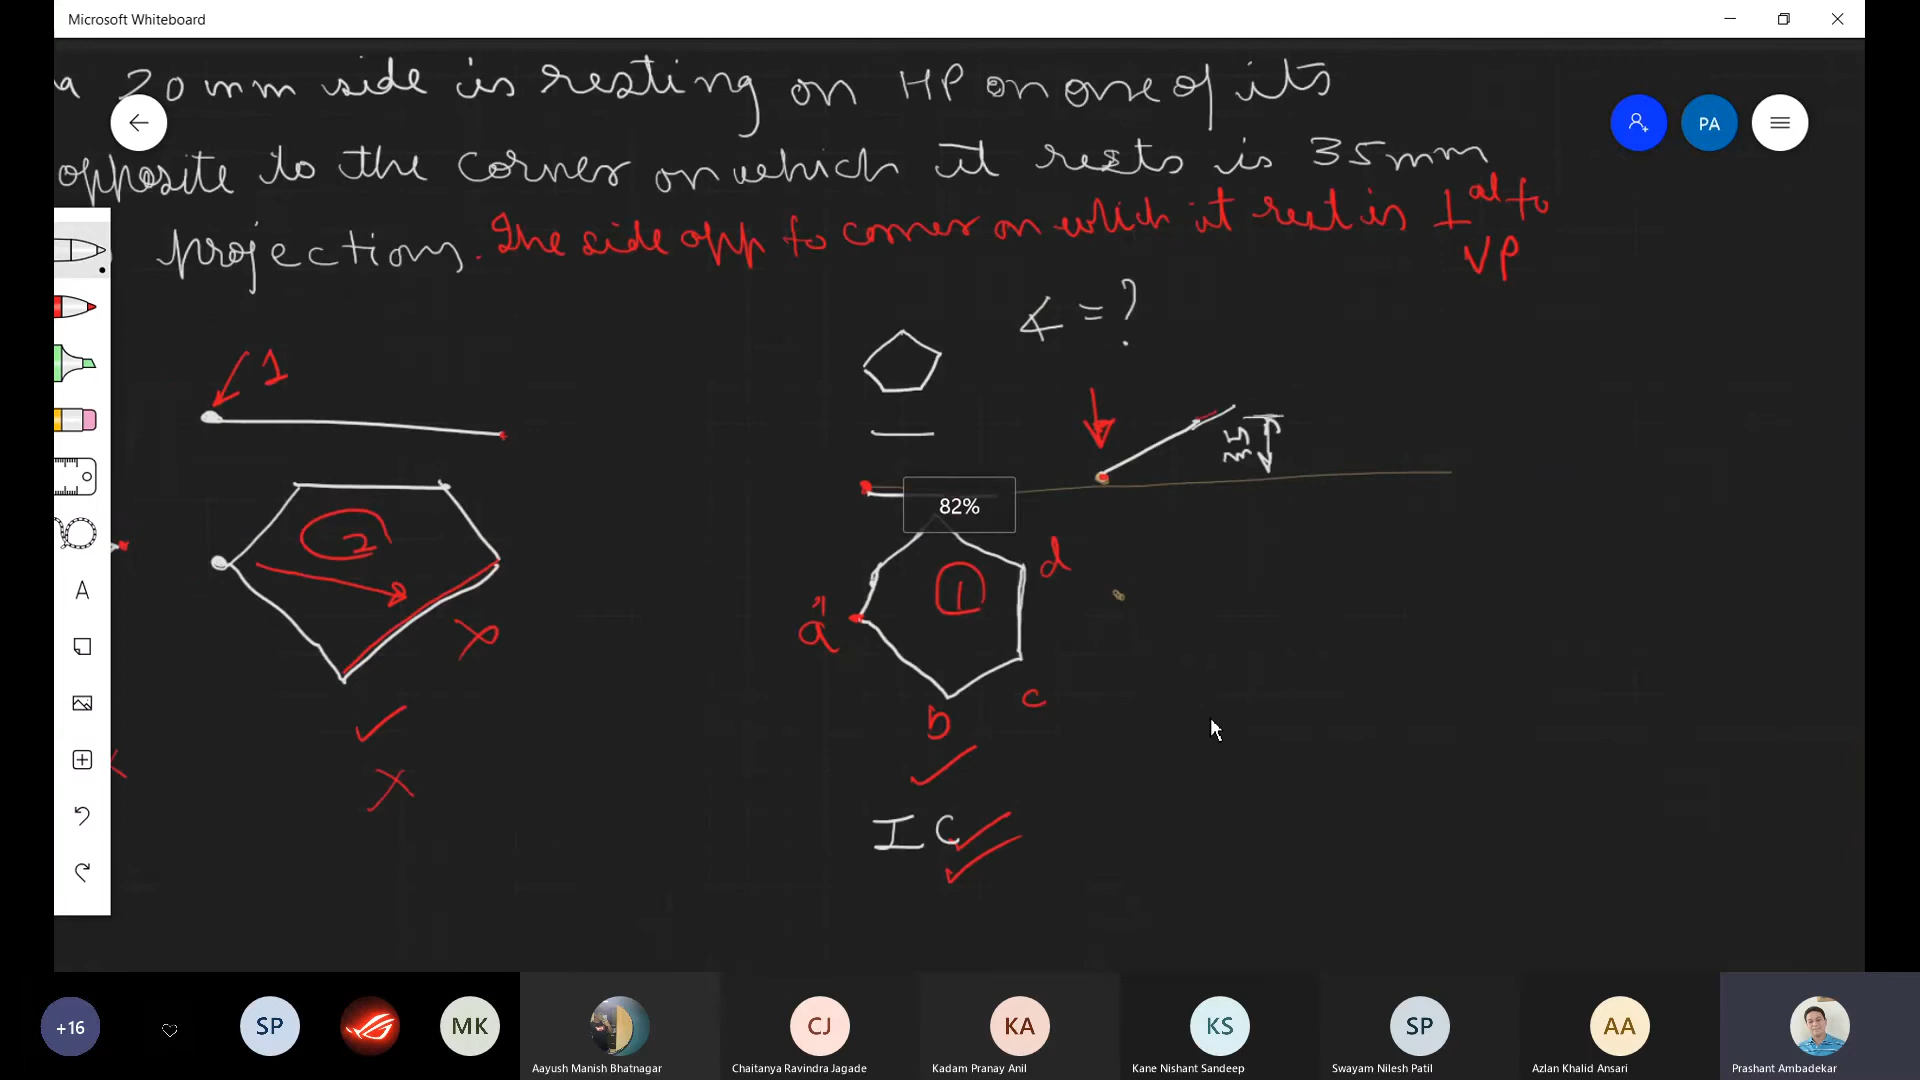 Microsoft Whiteboard
a 20 mm side is resting on HP on one of its
opposite to the corner on which it rests is 35 mm
projections. The side opp to corner on which it rest is ⊥al to
VP
∡ = ?
1
35
2
82%
d
1
a 1
b
c
I C
PA
A
+16
SP
MK
CJ
KA
KS
SP
AA
Aayush Manish Bhatnagar
Chaitanya Ravindra Jagade
Kadam Pranay Anil
Kane Nishant Sandeep
Swayam Nilesh Patil
Azlan Khalid Ansari
Prashant Ambadekar